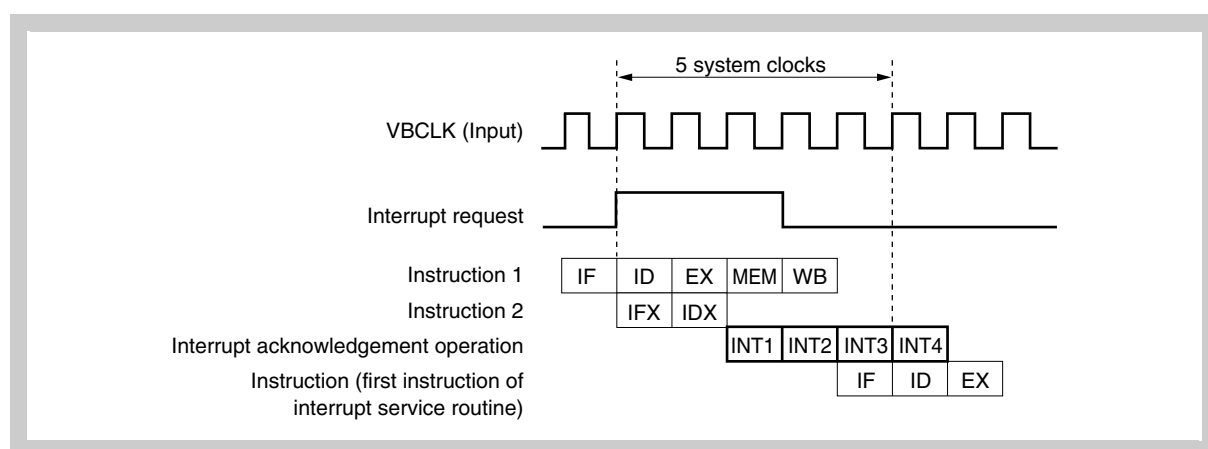 5 system clocks
VBCLK (Input)
Interrupt request
Instruction 1 IF ID EX MEM WB
Instruction 2 IFX IDX
Interrupt acknowledgement operation INT1 INT2 INT3 INT4
Instruction (first instruction of IF ID EX
interrupt service routine)